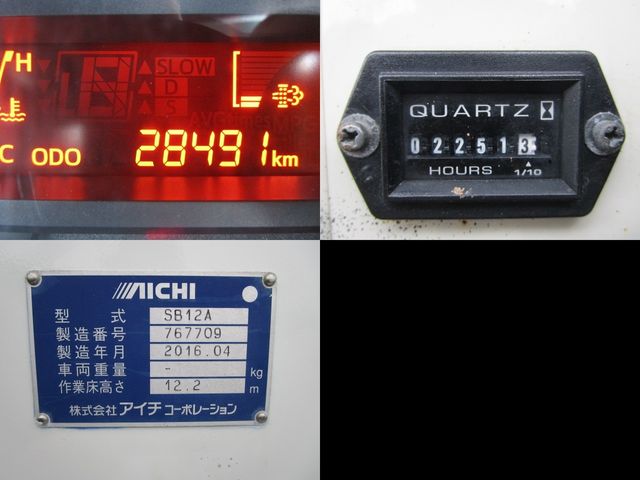 /H
SLOW
D
S
C ODO 28491km
QUARTZ
022513
HOURS 1/10
AICHI
型式 SB12A
製造番号 767709
製造年月 2016.04
車両重量 - kg
作業床高さ 12.2 m
株式会社 アイチ コーポレーション